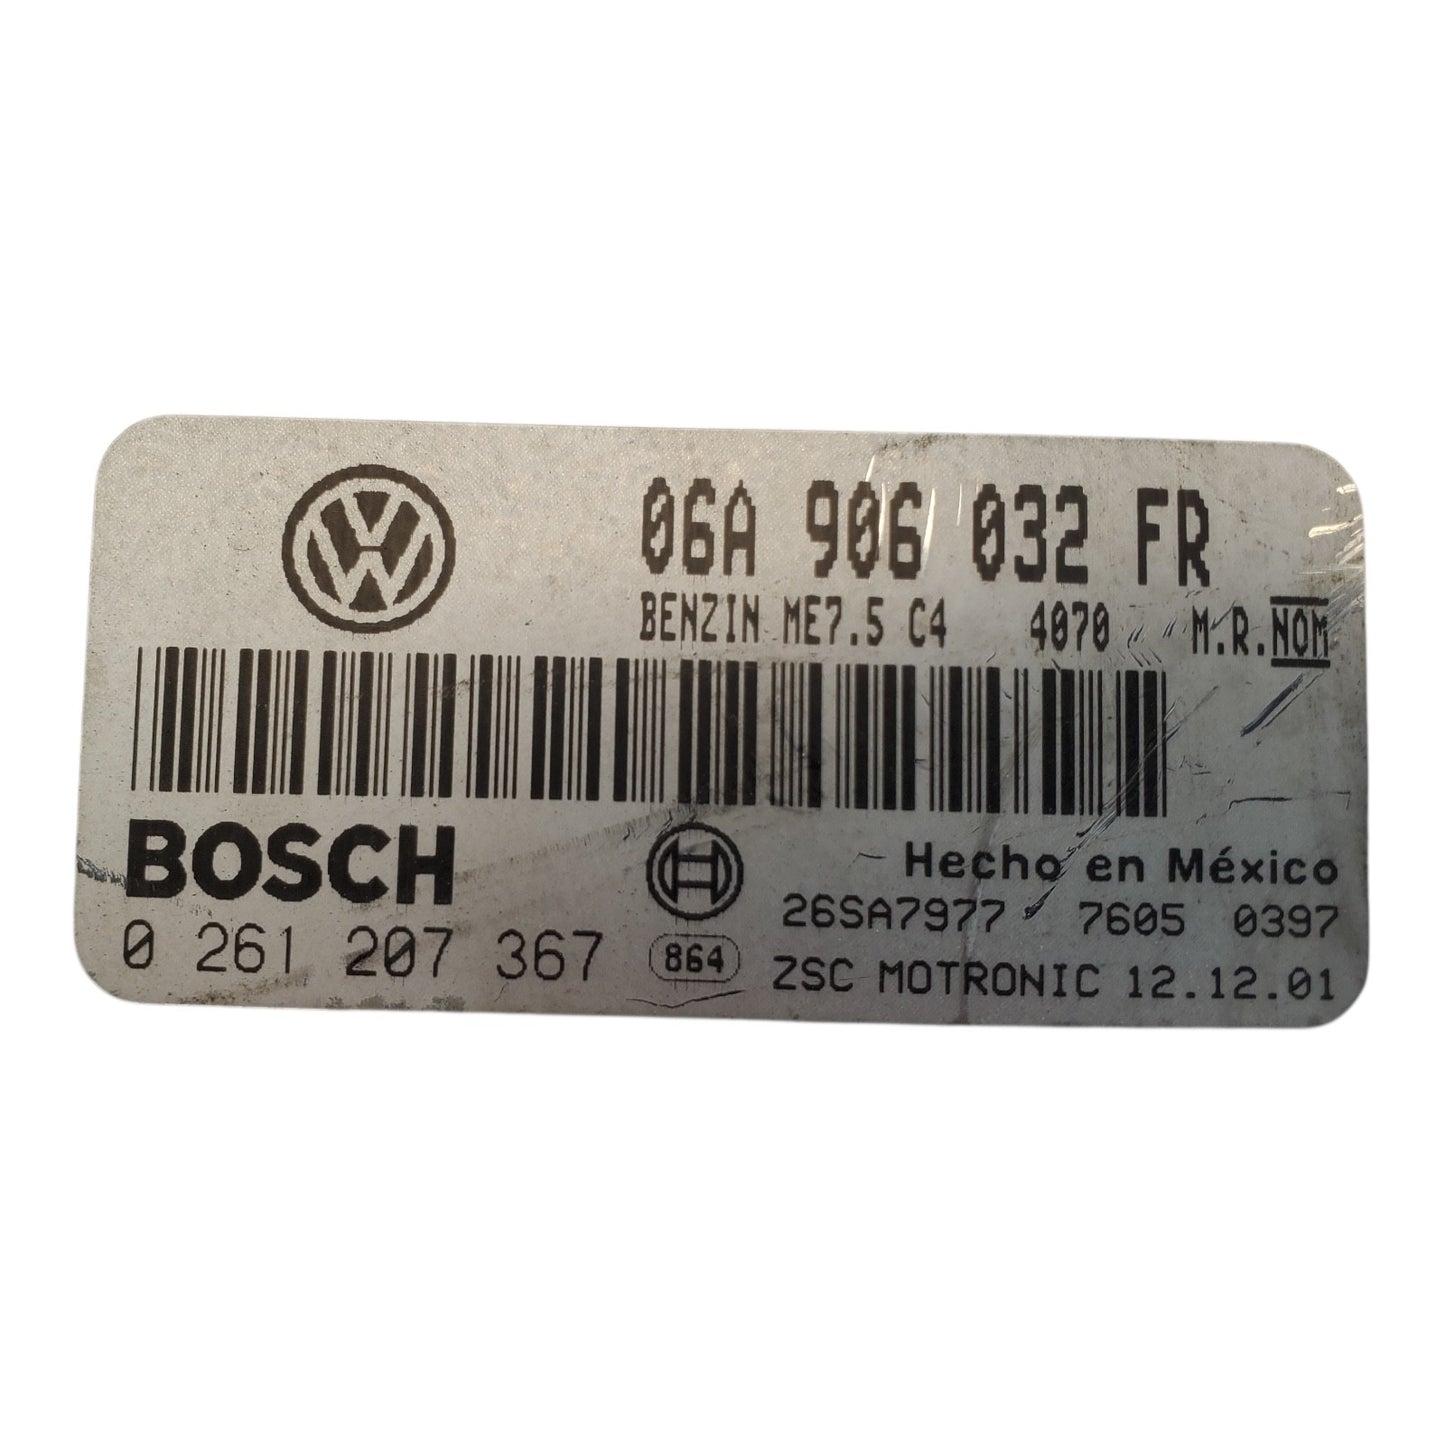 06A 906 032 FR
BENZIN ME7.5 C4 4070 M.R.NOM
BOSCH
Hecho en México
26SA7977 7605 0397
0 261 207 367
864
ZSC MOTRONIC 12.12.01